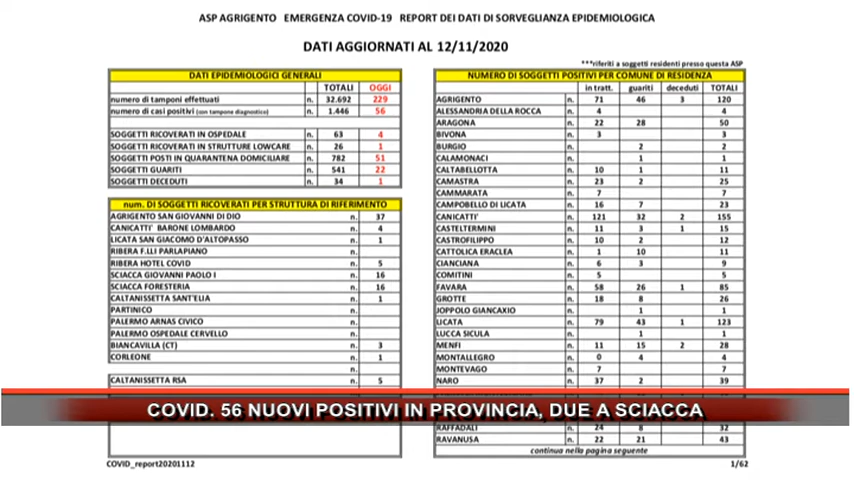 ASP AGRIGENTO EMERGENZA COVID-19 REPORT DEI DATI DI SORVEGLIANZA EPIDEMIOLOGICA
DATI AGGIORNATI AL 12/11/2020
***riferiti a soggetti residenti presso questa ASP
DATI EPIDEMIOLOGICI GENERALI
TOTALI OGGI
numero di tamponi effettuati n. 32.692 229
numero di casi positivi (con tampone diagnostico) n. 1.446 56
SOGGETTI RICOVERATI IN OSPEDALE n. 63 4
SOGGETTI RICOVERATI IN STRUTTURE LOWCARE n. 26 1
SOGGETTI POSTI IN QUARANTENA DOMICILIARE n. 782 51
SOGGETTI GUARITI n. 541 22
SOGGETTI DECEDUTI n. 34 1
num. DI SOGGETTI RICOVERATI PER STRUTTURA DI RIFERIMENTO
AGRIGENTO SAN GIOVANNI DI DIO n. 37
CANICATTI' BARONE LOMBARDO n. 4
LICATA SAN GIACOMO D'ALTOPASSO n. 1
RIBERA F.LLI PARLAPIANO n.
RIBERA HOTEL COVID n. 5
SCIACCA GIOVANNI PAOLO I n. 16
SCIACCA FORESTERIA n. 16
CALTANISSETTA SANT'ELIA n. 1
PARTINICO n.
PALERMO ARNAS CIVICO n.
PALERMO OSPEDALE CERVELLO n.
BIANCAVILLA (CT) n. 3
CORLEONE n. 1
CALTANISSETTA RSA n. 5
NUMERO DI SOGGETTI POSITIVI PER COMUNE DI RESIDENZA
in tratt. guariti deceduti TOTALI
AGRIGENTO n. 71 46 3 120
ALESSANDRIA DELLA ROCCA n. 4 4
ARAGONA n. 22 28 50
BIVONA n. 3 3
BURGIO n. 2 2
CALAMONACI n. 1 1
CALTABELLOTTA n. 10 1 11
CAMASTRA n. 23 2 25
CAMMARATA n. 7 7
CAMPOBELLO DI LICATA n. 16 7 23
CANICATTI' n. 121 32 2 155
CASTELTERMINI n. 11 3 1 15
CASTROFILIPPO n. 10 2 12
CATTOLICA ERACLEA n. 1 10 11
CIANCIANA n. 6 3 9
COMITINI n. 5 5
FAVARA n. 58 26 1 85
GROTTE n. 18 8 26
JOPPOLO GIANCAXIO n. 1 1
LICATA n. 79 43 1 123
LUCCA SICULA n. 1 1
MENFI n. 11 15 2 28
MONTALLEGRO n. 0 4 4
MONTEVAGO n. 7 7
NARO n. 37 2 39
COVID. 56 NUOVI POSITIVI IN PROVINCIA, DUE A SCIACCA
RAFFADALI n. 24 8 32
RAVANUSA n. 22 21 43
continua nella pagina seguente
COVID_report20201112 1/62